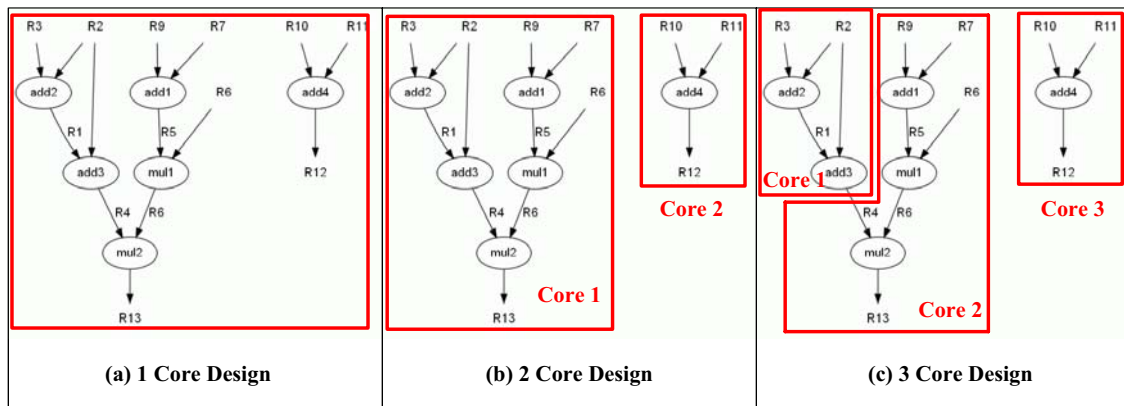 R3 R2 R9 R7 R10 R11
add2 add1 R6 add4
R1 R5
add3 mul1 R12
R4 R6
mul2
R13
(a) 1 Core Design
R3 R2 R9 R7 R10 R11
add2 add1 R6 add4
R1 R5
add3 mul1 R12
Core 2
R4 R6
mul2
Core 1
R13
(b) 2 Core Design
R3 R2 R9 R7 R10 R11
add2 add1 R6 add4
R1 R5
add3 mul1 R12
Core 1
Core 3
R4 R6
mul2
Core 2
R13
(c) 3 Core Design